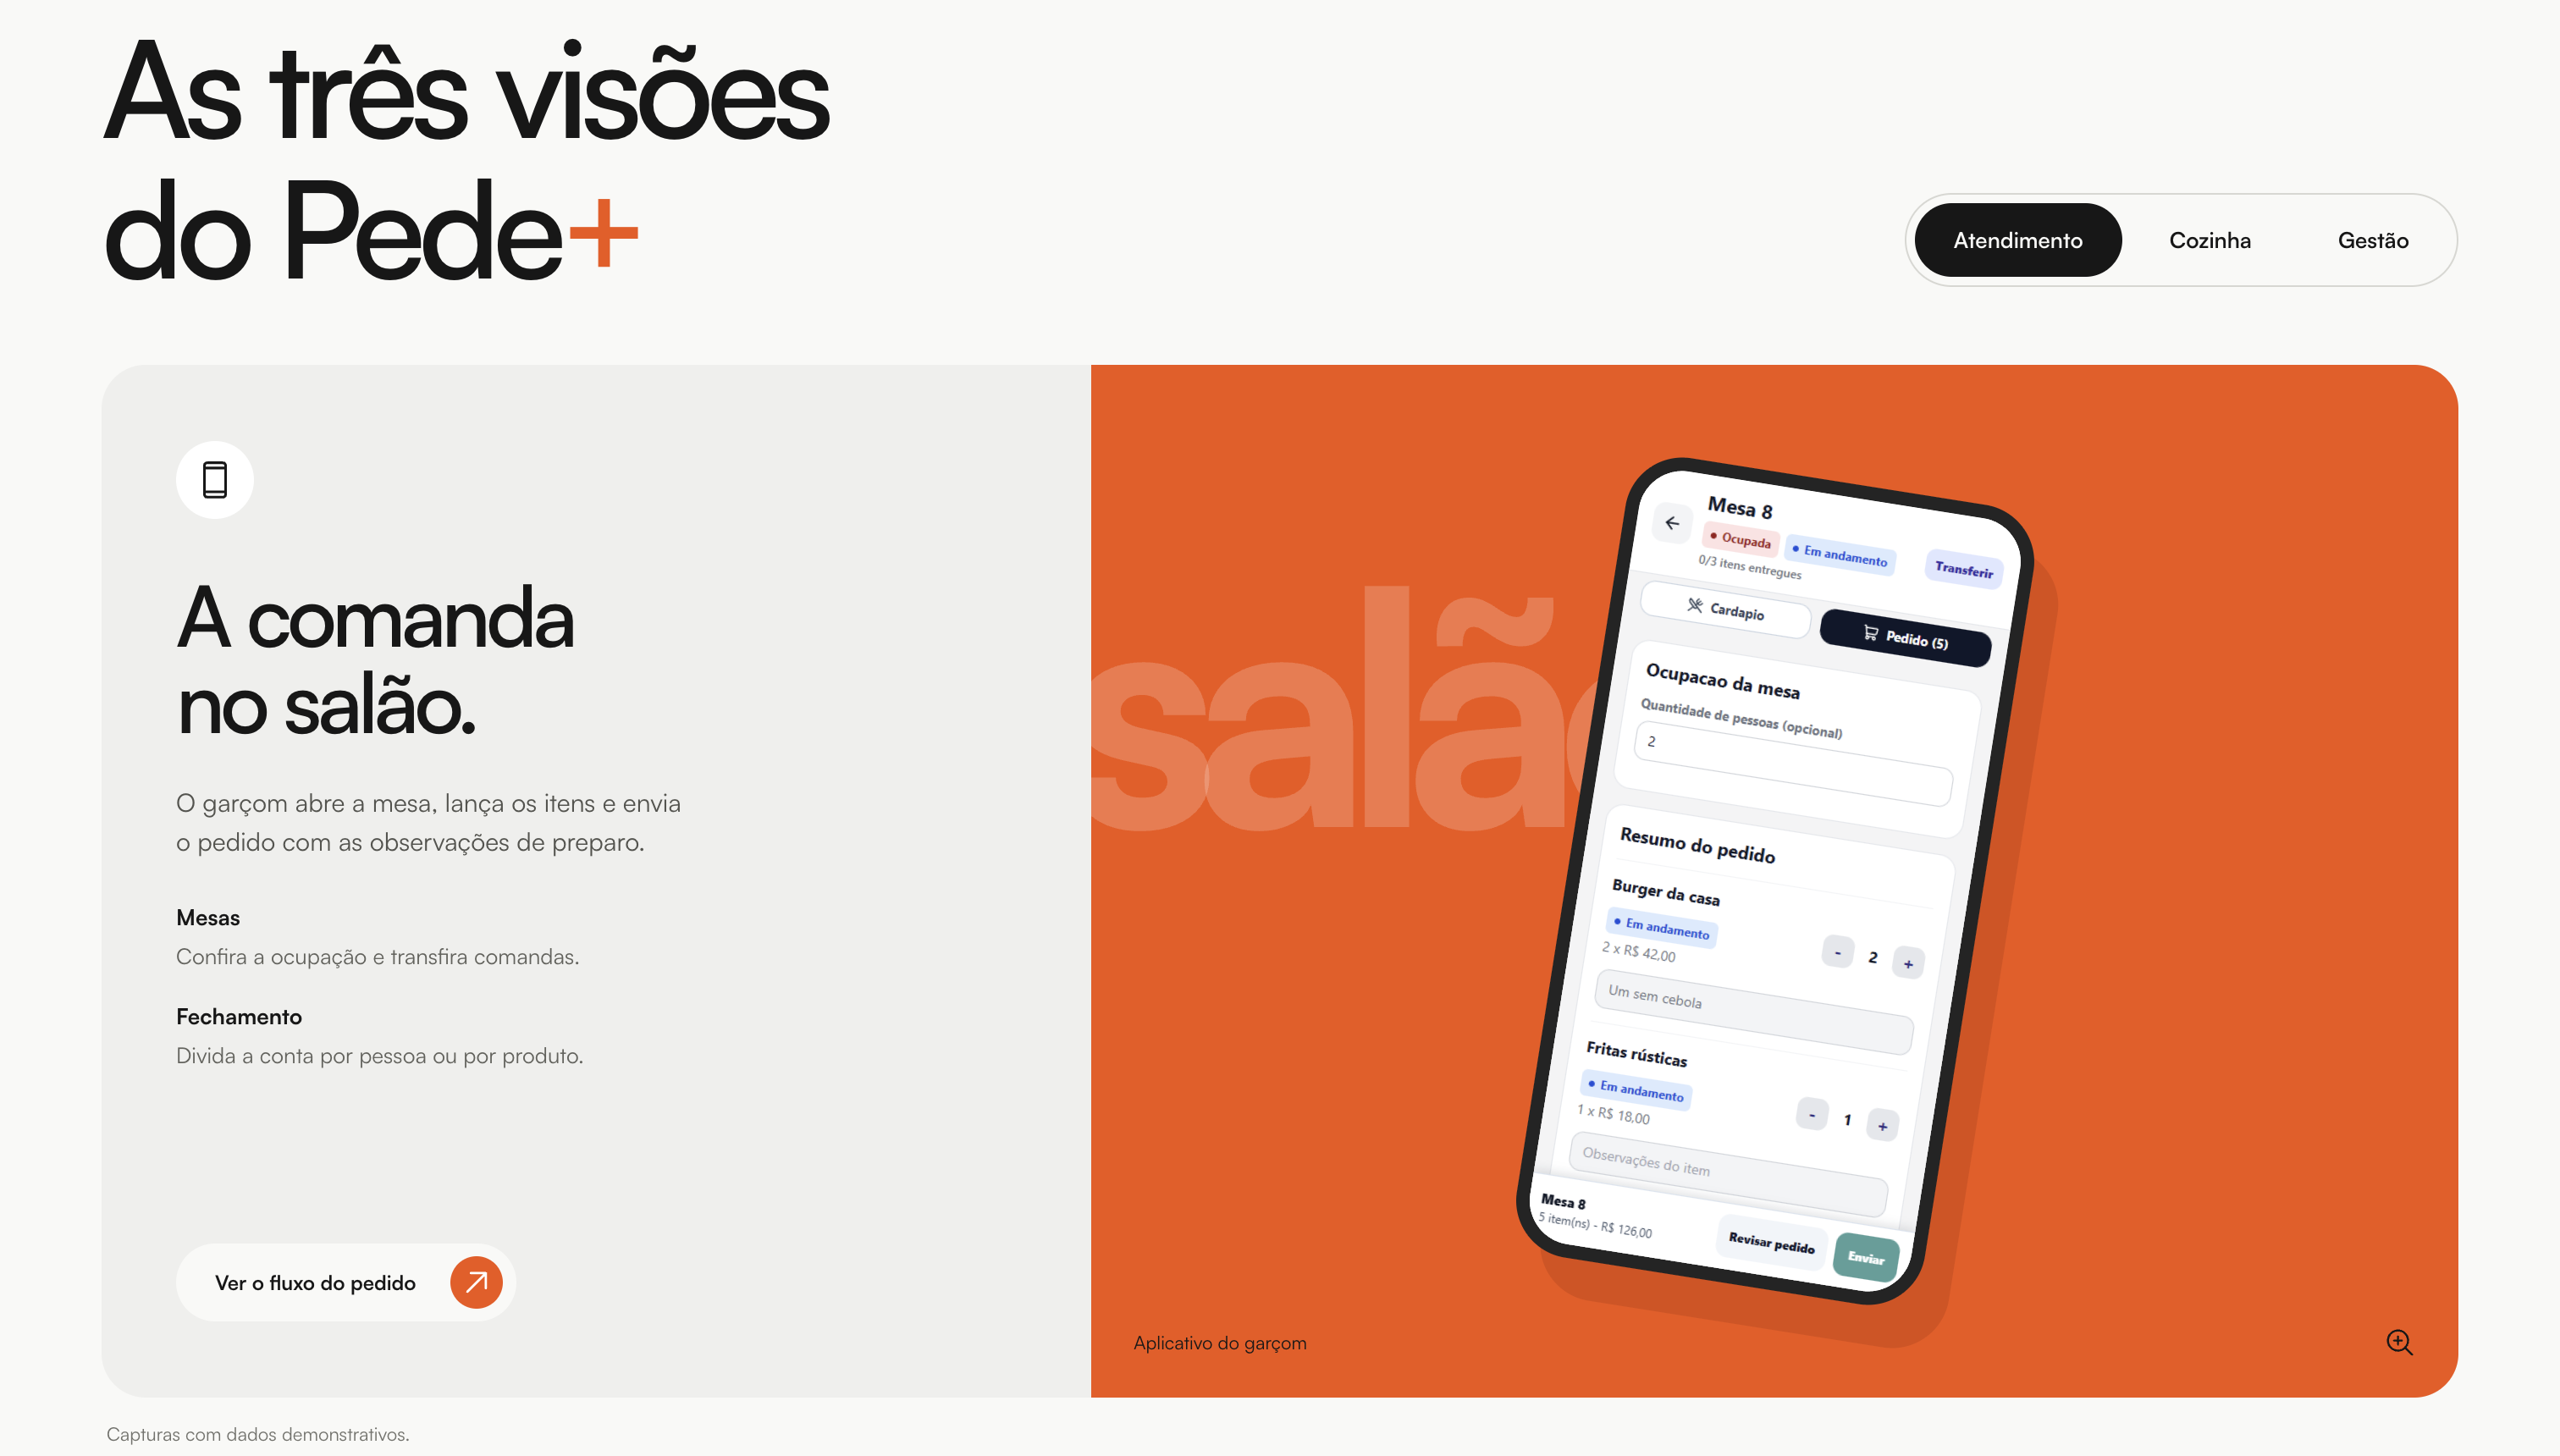 As três visões
do Pede+
Atendimento
Cozinha
Gestão
A comanda
no salão.
O garçom abre a mesa, lança os itens e envia
o pedido com as observações de preparo.
Mesas
Confira a ocupação e transfira comandas.
Fechamento
Divida a conta por pessoa ou por produto.
Ver o fluxo do pedido
salão
Mesa 8
Ocupada
Em andamento
Transferir
0/3 itens entregues
Cardapio
Pedido (5)
Ocupacao da mesa
Quantidade de pessoas (opcional)
2
Resumo do pedido
Burger da casa
Em andamento
2 x R$ 42,00
- 2 +
Um sem cebola
Fritas rústicas
Em andamento
1 x R$ 18,00
- 1 +
Observações do item
Mesa 8
5 item(ns) - R$ 126,00
Revisar pedido
Enviar
Aplicativo do garçom
Capturas com dados demonstrativos.